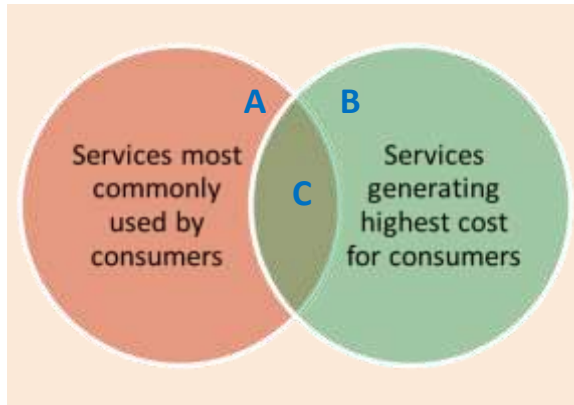 A
B
Services most
commonly
used by
consumers
C
Services
generating
highest cost
for consumers